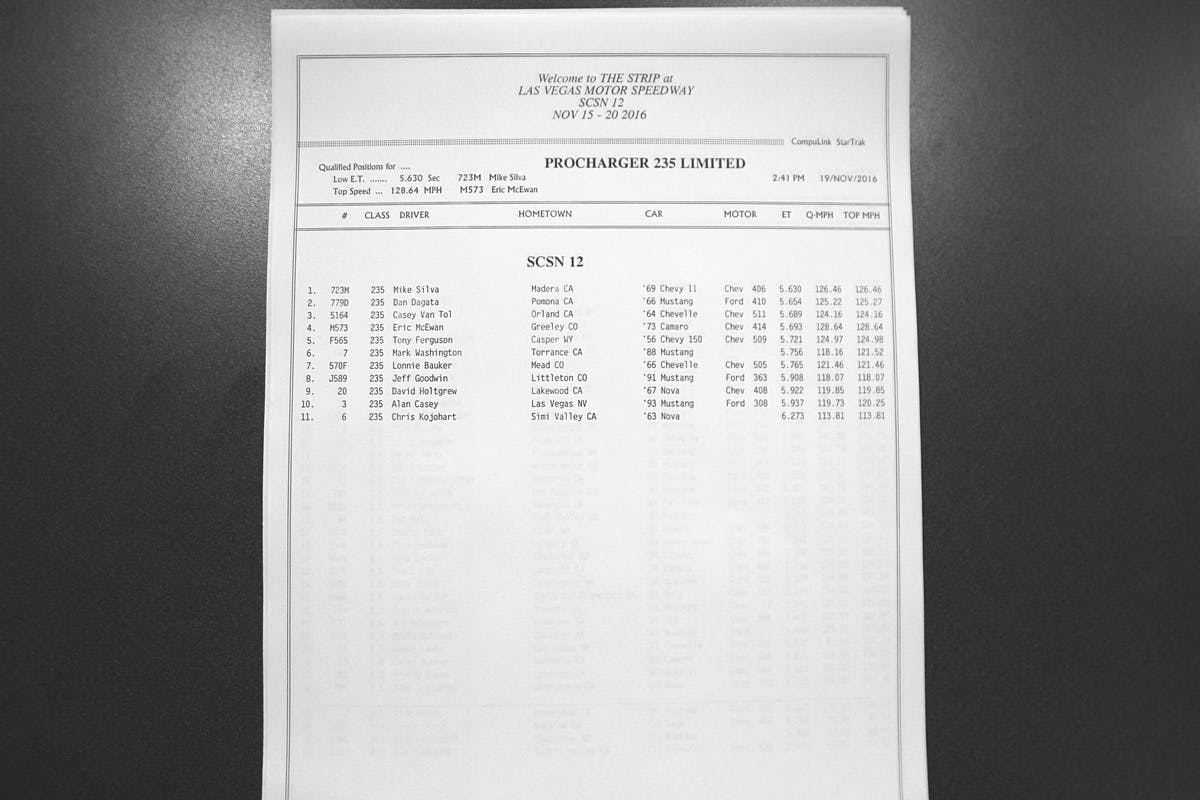 Welcome to THE STRIP at
LAS VEGAS MOTOR SPEEDWAY
SCSN 12
NOV 15 - 20 2016
CompuLink StarTrak
PROCHARGER 235 LIMITED
Qualified Positions for ....
Low E.T. ....... 5.630 Sec 723M Mike Silva 2:41 PM 19/NOV/2016
Top Speed ... 128.64 MPH M573 Eric McEwan
# CLASS DRIVER HOMETOWN CAR MOTOR ET Q-MPH TOP MPH
SCSN 12
1. 723M 235 Mike Silva Madera CA '69 Chevy II Chev 406 5.630 126.46 126.46
2. 779D 235 Dan Dagata Pomona CA '66 Mustang Ford 410 5.654 125.22 125.27
3. 5164 235 Casey Van Tol Orland CA '64 Chevelle Chev 511 5.689 124.16 124.16
4. M573 235 Eric McEwan Greeley CO '73 Camaro Chev 414 5.693 128.64 128.64
5. F565 235 Tony Ferguson Casper WY '56 Chevy 150 Chev 509 5.721 124.97 124.98
6. 7 235 Mark Washington Torrance CA '88 Mustang 5.756 118.16 121.52
7. 570F 235 Lonnie Bauker Mead CO '66 Chevelle Chev 505 5.765 121.46 121.46
8. J589 235 Jeff Goodwin Littleton CO '91 Mustang Ford 363 5.908 118.07 118.07
9. 20 235 David Holtgrew Lakewood CA '67 Nova Chev 408 5.922 119.85 119.85
10. 3 235 Alan Casey Las Vegas NV '93 Mustang Ford 308 5.937 119.73 120.25
11. 6 235 Chris Kojohart Simi Valley CA '63 Nova 6.273 113.81 113.81